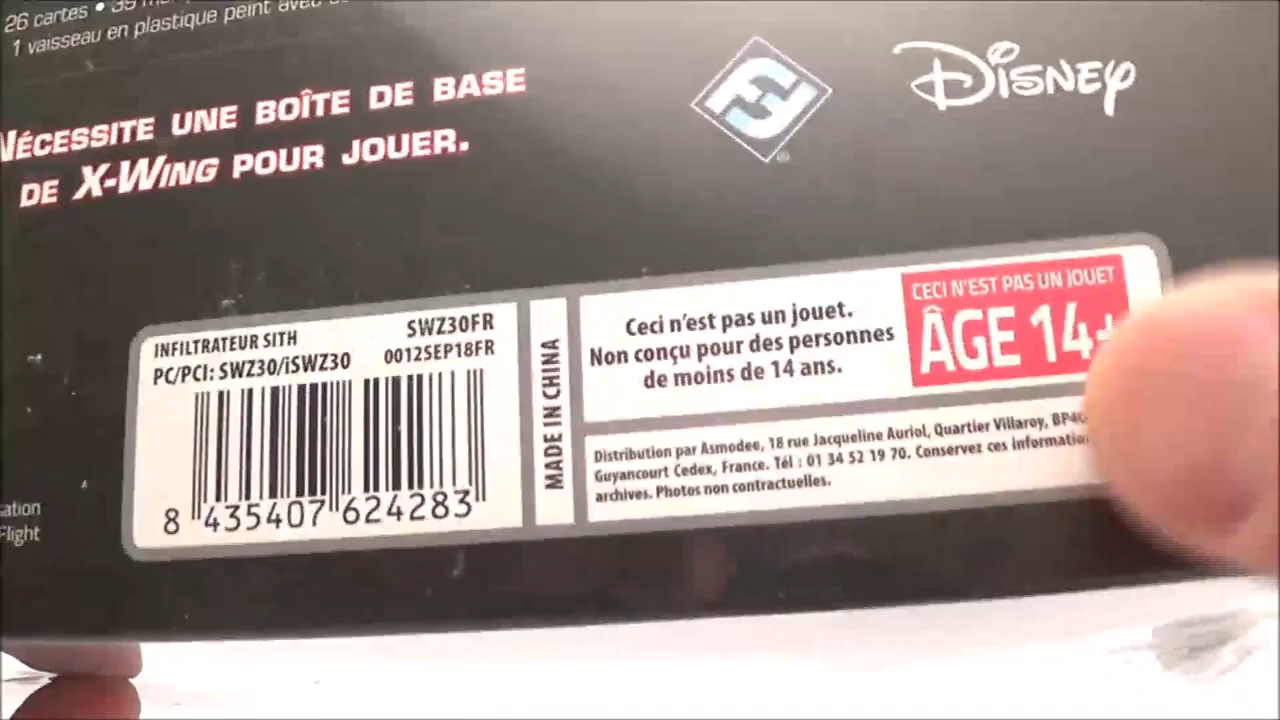 26 cartes • 39
1 vaisseau en plastique peint avec
NÉCESSITE UNE BOÎTE DE BASE
DE X-WING POUR JOUER.
DISNEY
INFILTRATEUR SITH
SWZ30FR
PC/PCI: SWZ30/iSWZ30
0012SEP18FR
8 435407 624283
MADE IN CHINA
Ceci n'est pas un jouet.
Non conçu pour des personnes
de moins de 14 ans.
CECI N'EST PAS UN JOUET
ÂGE 14+
Distribution par Asmodee, 18 rue Jacqueline Auriol, Quartier Villaroy,
Guyancourt Cedex, France. Tél : 01 34 52 19 70. Conservez ces
archives. Photos non contractuelles.
ation
Flight